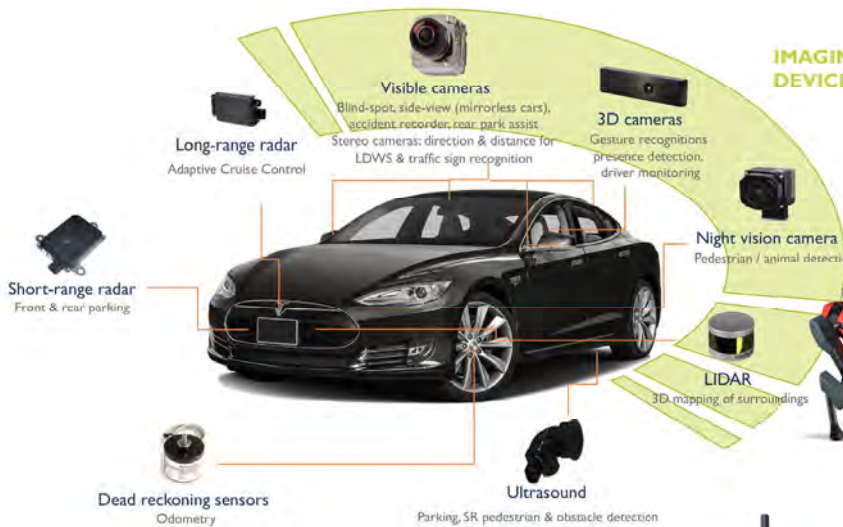 IMAGIN
DEVICE
Visible cameras
Blind-spot, side-view (mirrorless cars),
accident recorder, rear park assist
Stereo cameras: direction & distance for
LDWS & traffic sign recognition
3D cameras
Gesture recognitions
presence detection,
driver monitoring
Long-range radar
Adaptive Cruise Control
Night vision camera
Pedestrian / animal detectio
Short-range radar
Front & rear parking
LIDAR
3D mapping of surroundings
Dead reckoning sensors
Odometry
Ultrasound
Parking, SR pedestrian & obstacle detection